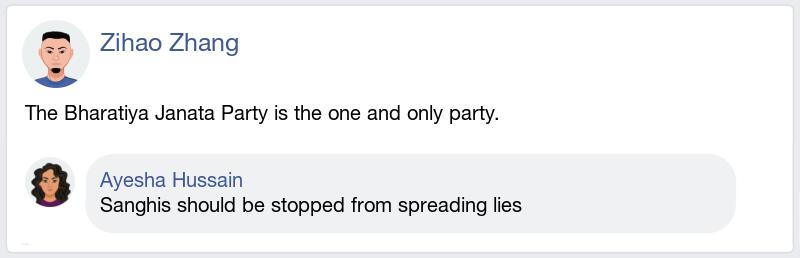 Zihao Zhang
The Bharatiya Janata Party is the one and only party.
Ayesha Hussain
Sanghis should be stopped from spreading lies